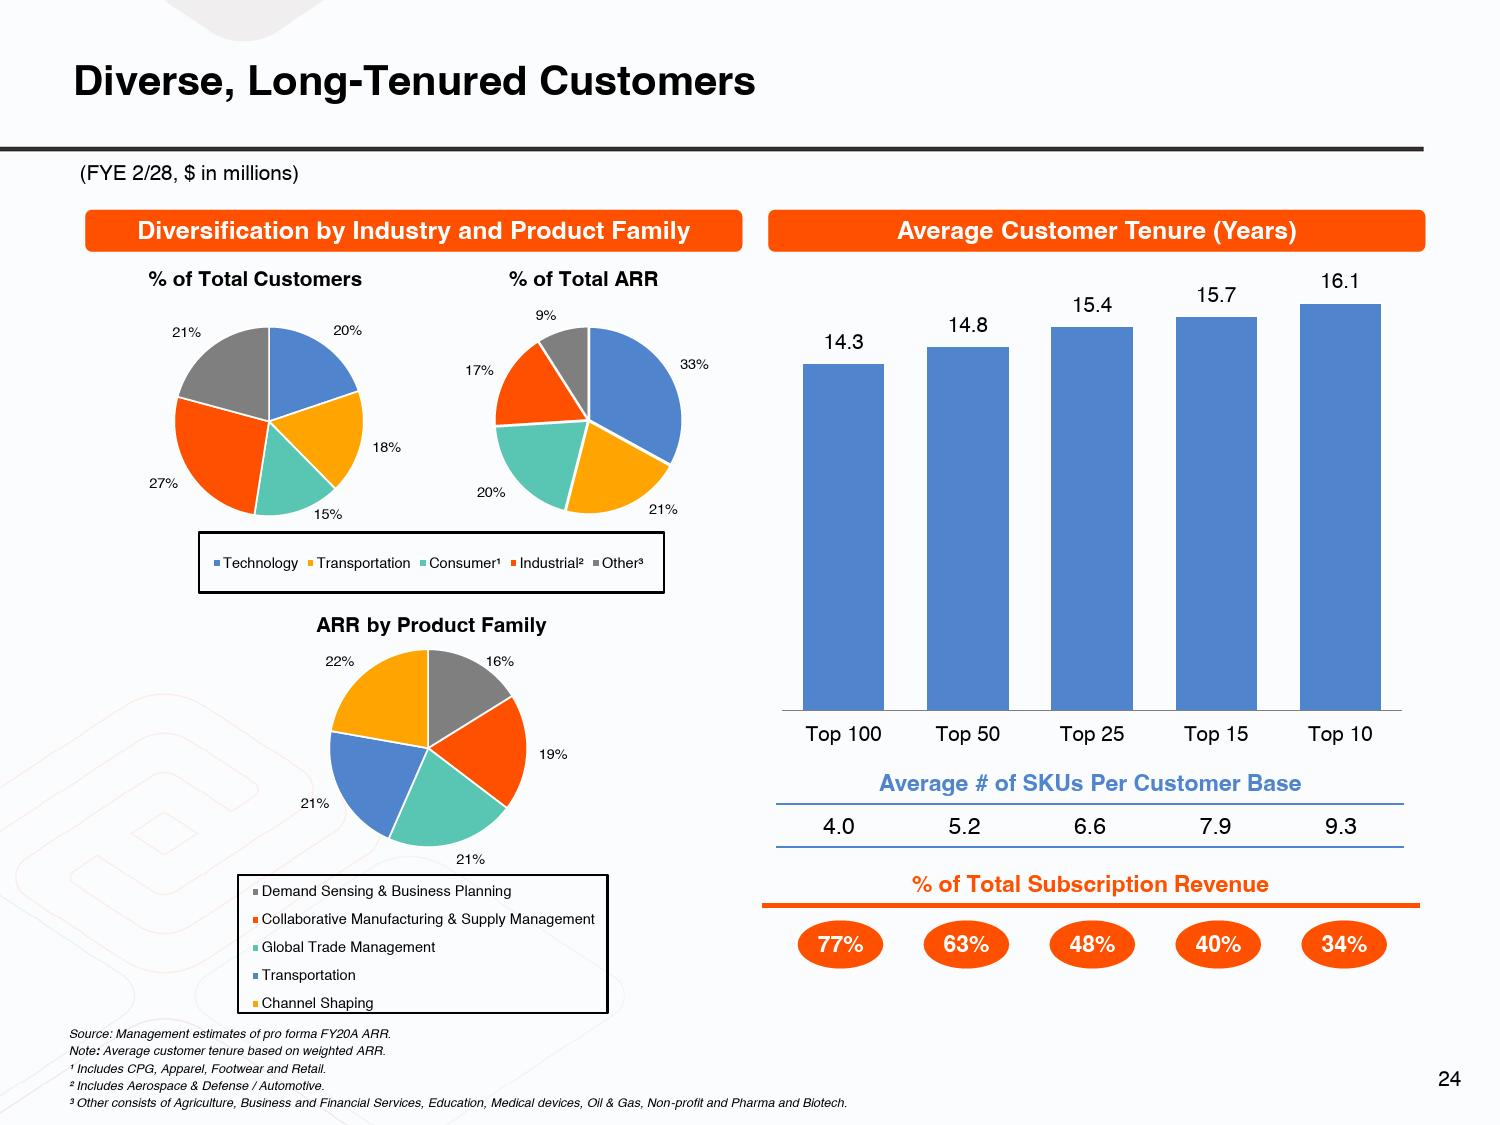 Diverse, Long-Tenured Customers
(FYE 2/28, $ in millions)
Diversification by Industry and Product Family
% of Total Customers
% of Total ARR
21%
20%
18%
15%
27%
9%
33%
21%
20%
17%
Technology Transportation Consumer¹ Industrial² Other³
ARR by Product Family
22%
16%
19%
21%
21%
Demand Sensing & Business Planning
Collaborative Manufacturing & Supply Management
Global Trade Management
Transportation
Channel Shaping
Average Customer Tenure (Years)
14.3
14.8
15.4
15.7
16.1
Top 100 Top 50 Top 25 Top 15 Top 10
Average # of SKUs Per Customer Base
4.0 5.2 6.6 7.9 9.3
% of Total Subscription Revenue
77% 63% 48% 40% 34%
Source: Management estimates of pro forma FY20A ARR.
Note: Average customer tenure based on weighted ARR.
¹ Includes CPG, Apparel, Footwear and Retail.
² Includes Aerospace & Defense / Automotive.
³ Other consists of Agriculture, Business and Financial Services, Education, Medical devices, Oil & Gas, Non-profit and Pharma and Biotech.
24